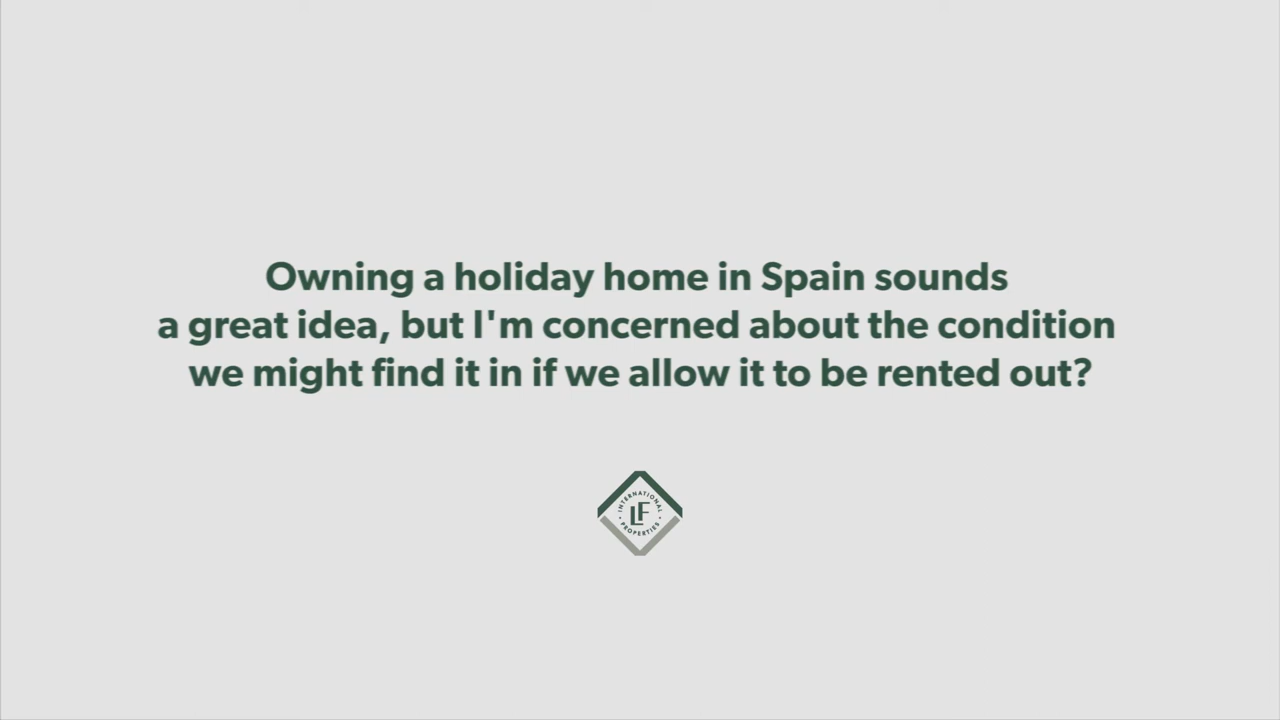 Owning a holiday home in Spain sounds
a great idea, but I'm concerned about the condition
we might find it in if we allow it to be rented out?
INTERNATIONAL
LF
PROPERTIES